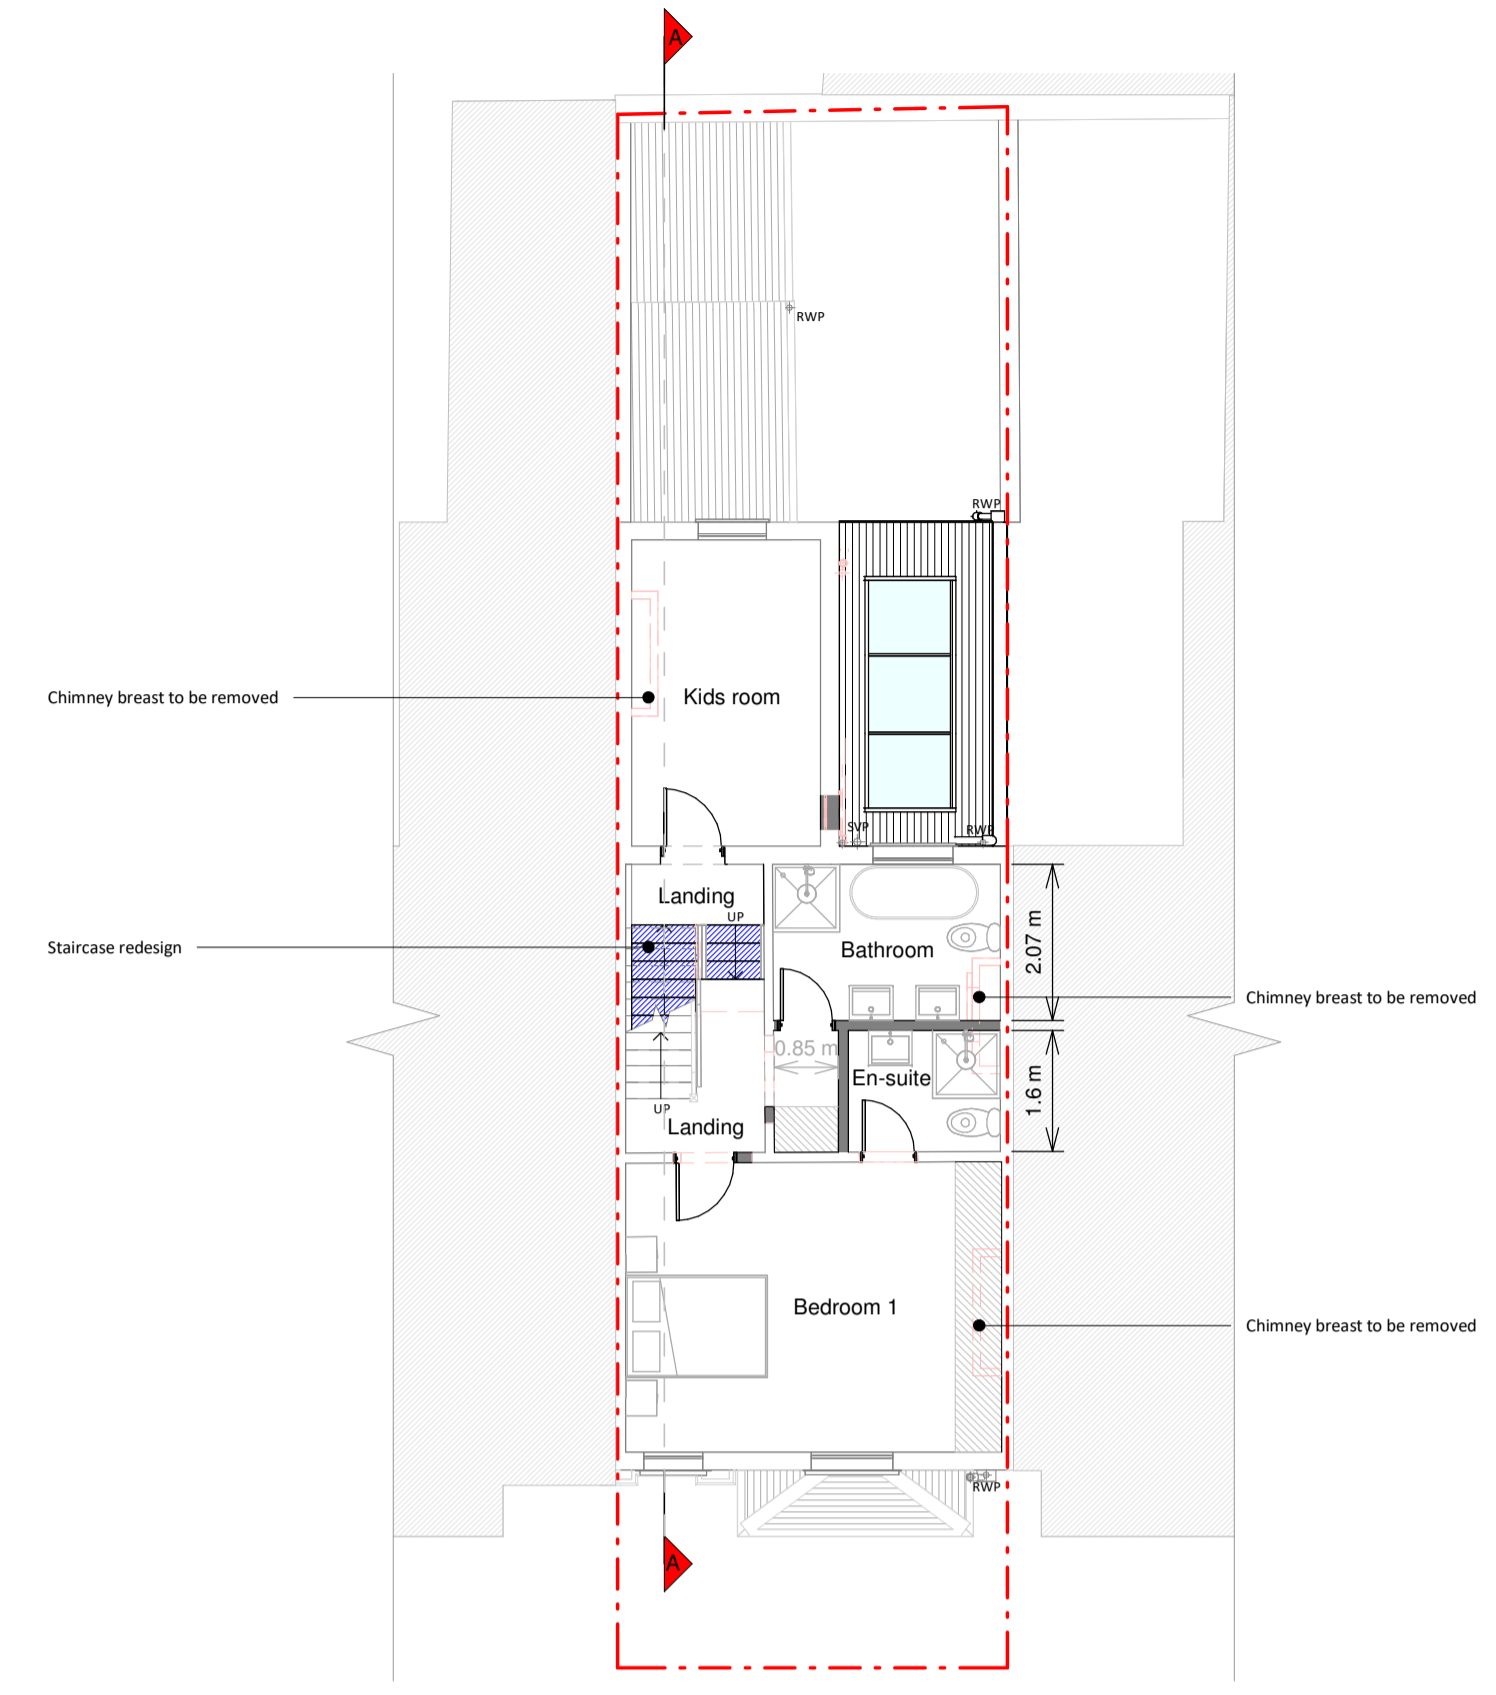 A
RWP
RWP
Chimney breast to be removed
Kids room
SVP
RWP
Landing
UP
Staircase redesign
Bathroom
2.07 m
Chimney breast to be removed
0.85 m
En-suite
1.6 m
UP
Landing
Bedroom 1
Chimney breast to be removed
RWP
A